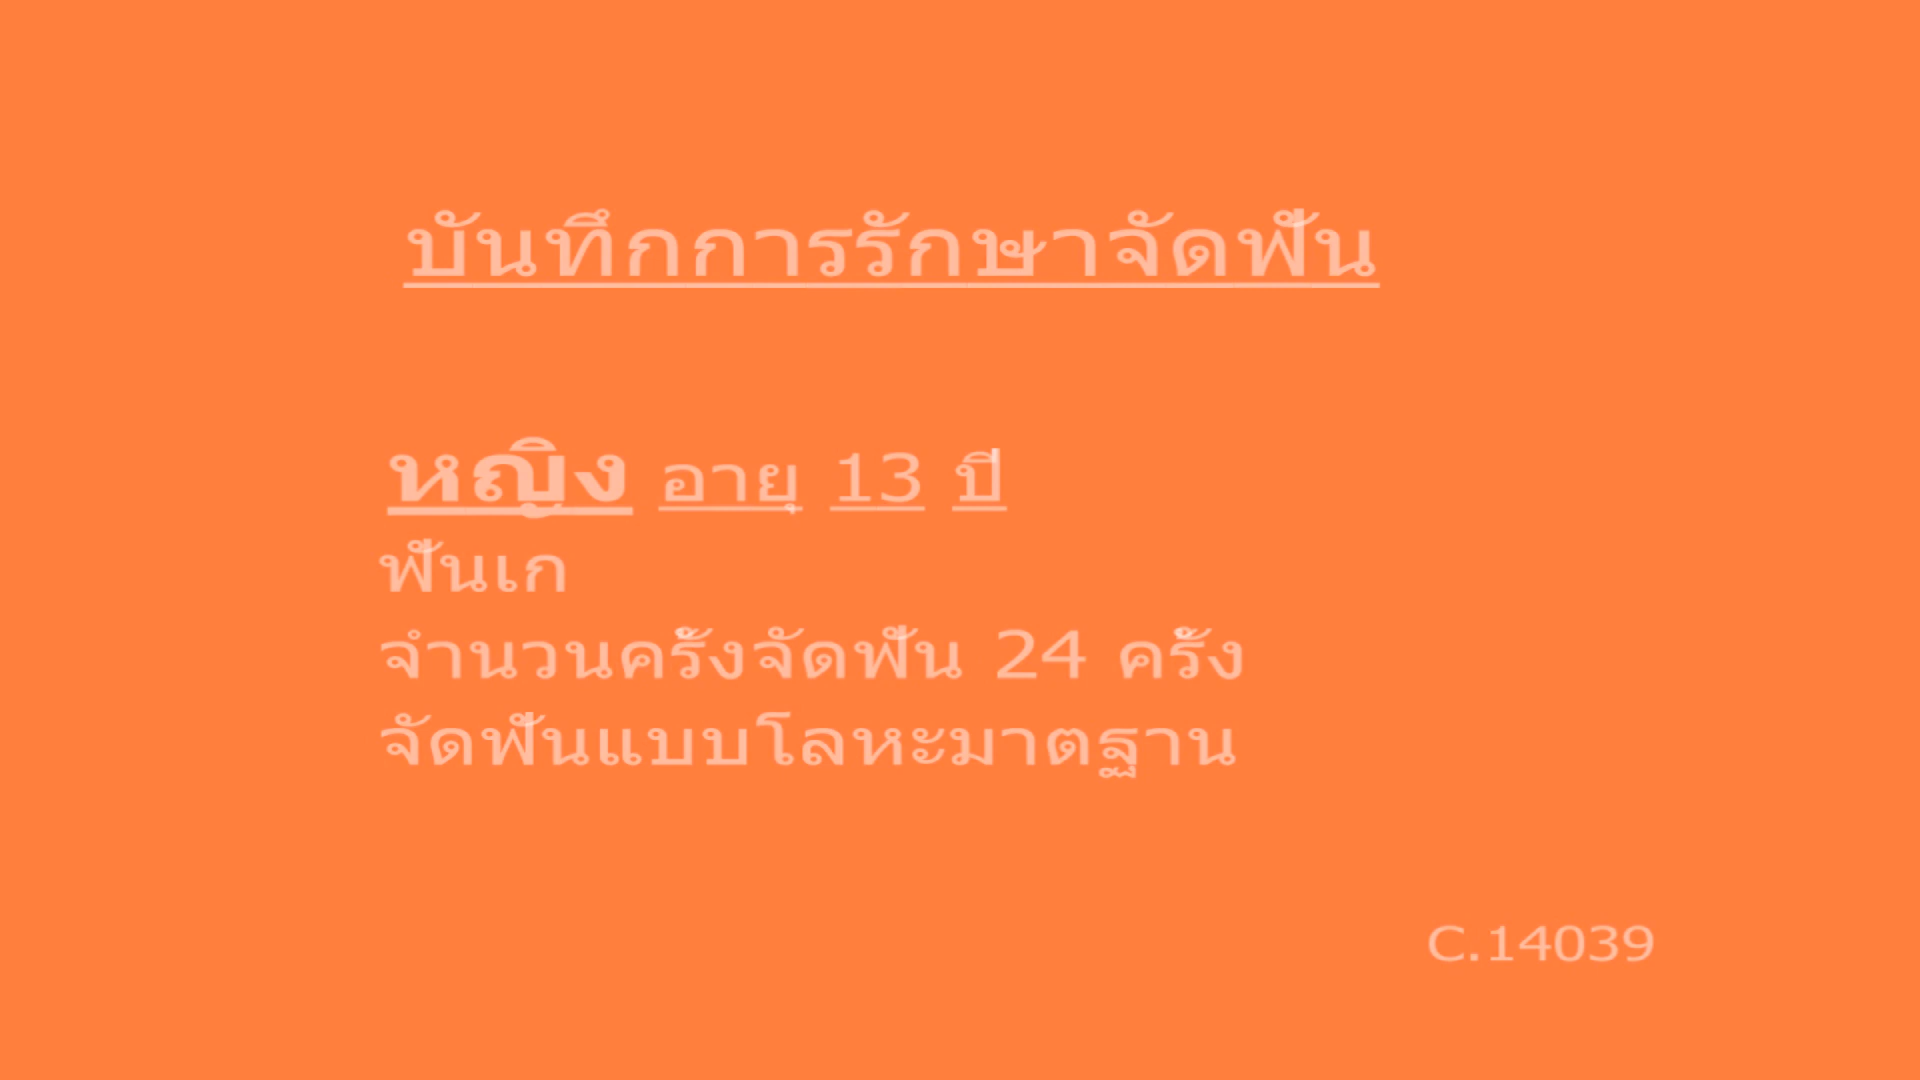 บันทึกการรักษาจัดฟัน
หญิง อายุ 13 ปี
ฟันเก
จำนวนครั้งจัดฟัน 24 ครั้ง
จัดฟันแบบโลหะมาตฐาน
C.14039